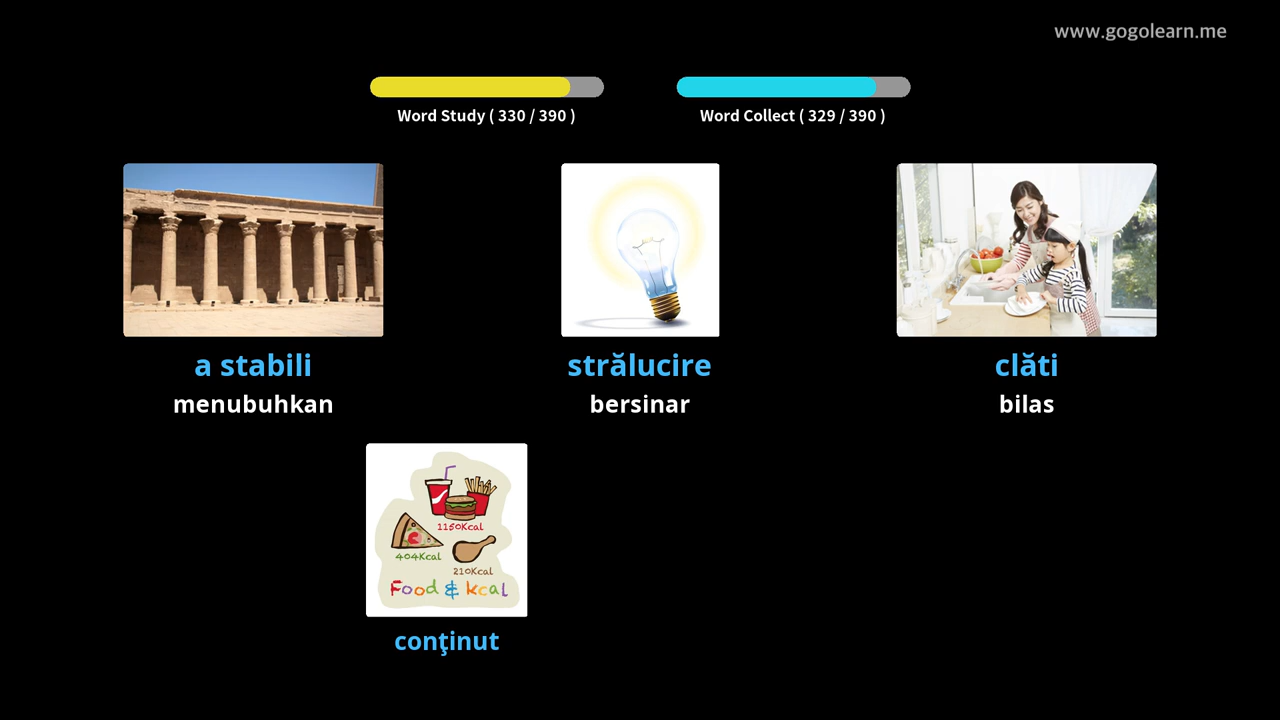 www.gogolearn.me
Word Study ( 330 / 390 )
Word Collect ( 329 / 390 )
a stabili
strălucire
clăti
menubuhkan
bersinar
bilas
1150Kcal
404Kcal
210Kcal
Food & kcal
conţinut